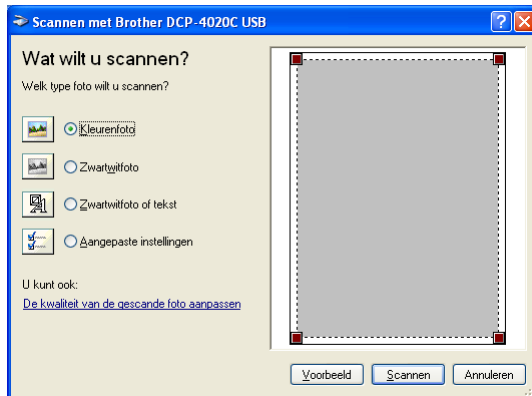 Scannen met Brother DCP-4020C USB
Wat wilt u scannen?
Welk type foto wilt u scannen?
Kleurenfoto
Zwartwitfoto
Zwartwitfoto of tekst
Aangepaste instellingen
U kunt ook:
De kwaliteit van de gescande foto aanpassen
Voorbeeld
Scannen
Annuleren